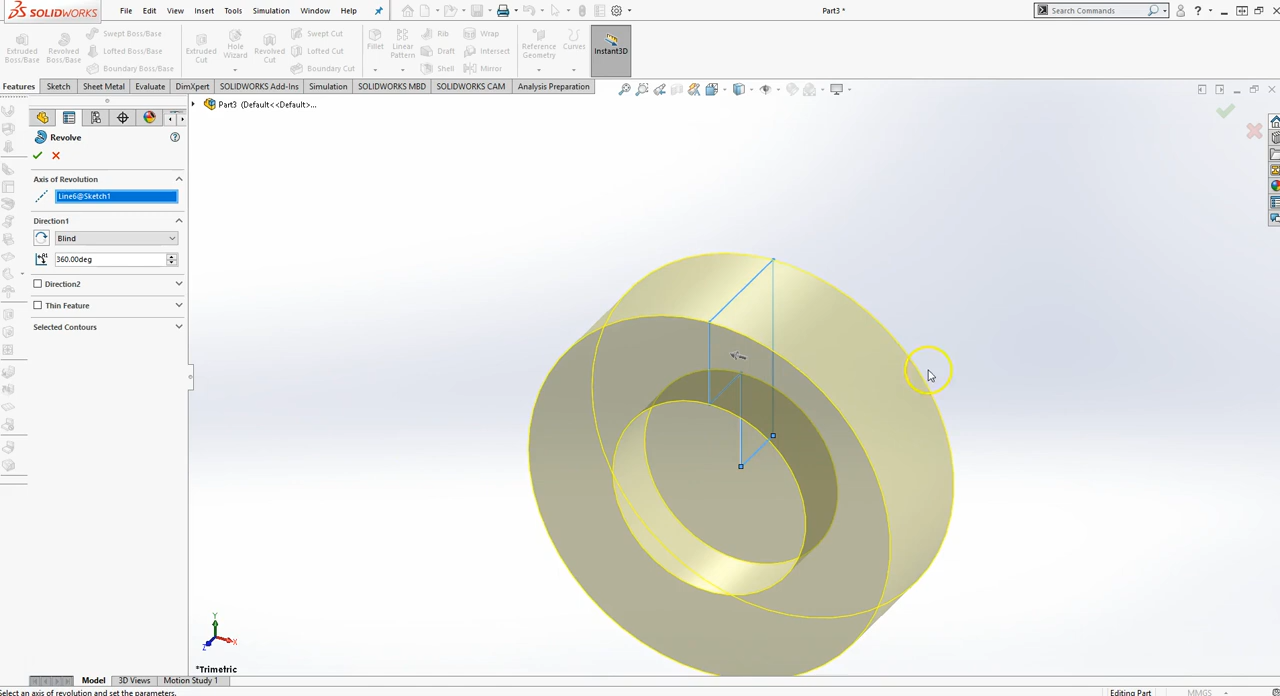 SOLIDWORKS File Edit View Insert Tools Simulation Window Help Part3 * Search Commands
Extruded Boss/Base
Revolved Boss/Base
Swept Boss/Base
Lofted Boss/Base
Boundary Boss/Base
Extruded Cut
Hole Wizard
Revolved Cut
Swept Cut
Lofted Cut
Boundary Cut
Fillet
Linear Pattern
Rib
Draft
Shell
Wrap
Intersect
Mirror
Reference Geometry
Curves
Instant3D
Features Sketch Sheet Metal Evaluate DimXpert SOLIDWORKS Add-Ins Simulation SOLIDWORKS MBD SOLIDWORKS CAM Analysis Preparation
Part3 (Default<<Default>...
Revolve
Axis of Revolution
Line6@Sketch1
Direction1
Blind
360.00deg
Direction2
Thin Feature
Selected Contours
Y
X
Z
*Trimetric
Model 3D Views Motion Study 1
Select an axis of revolution and set the parameters. Editing Part MMGS